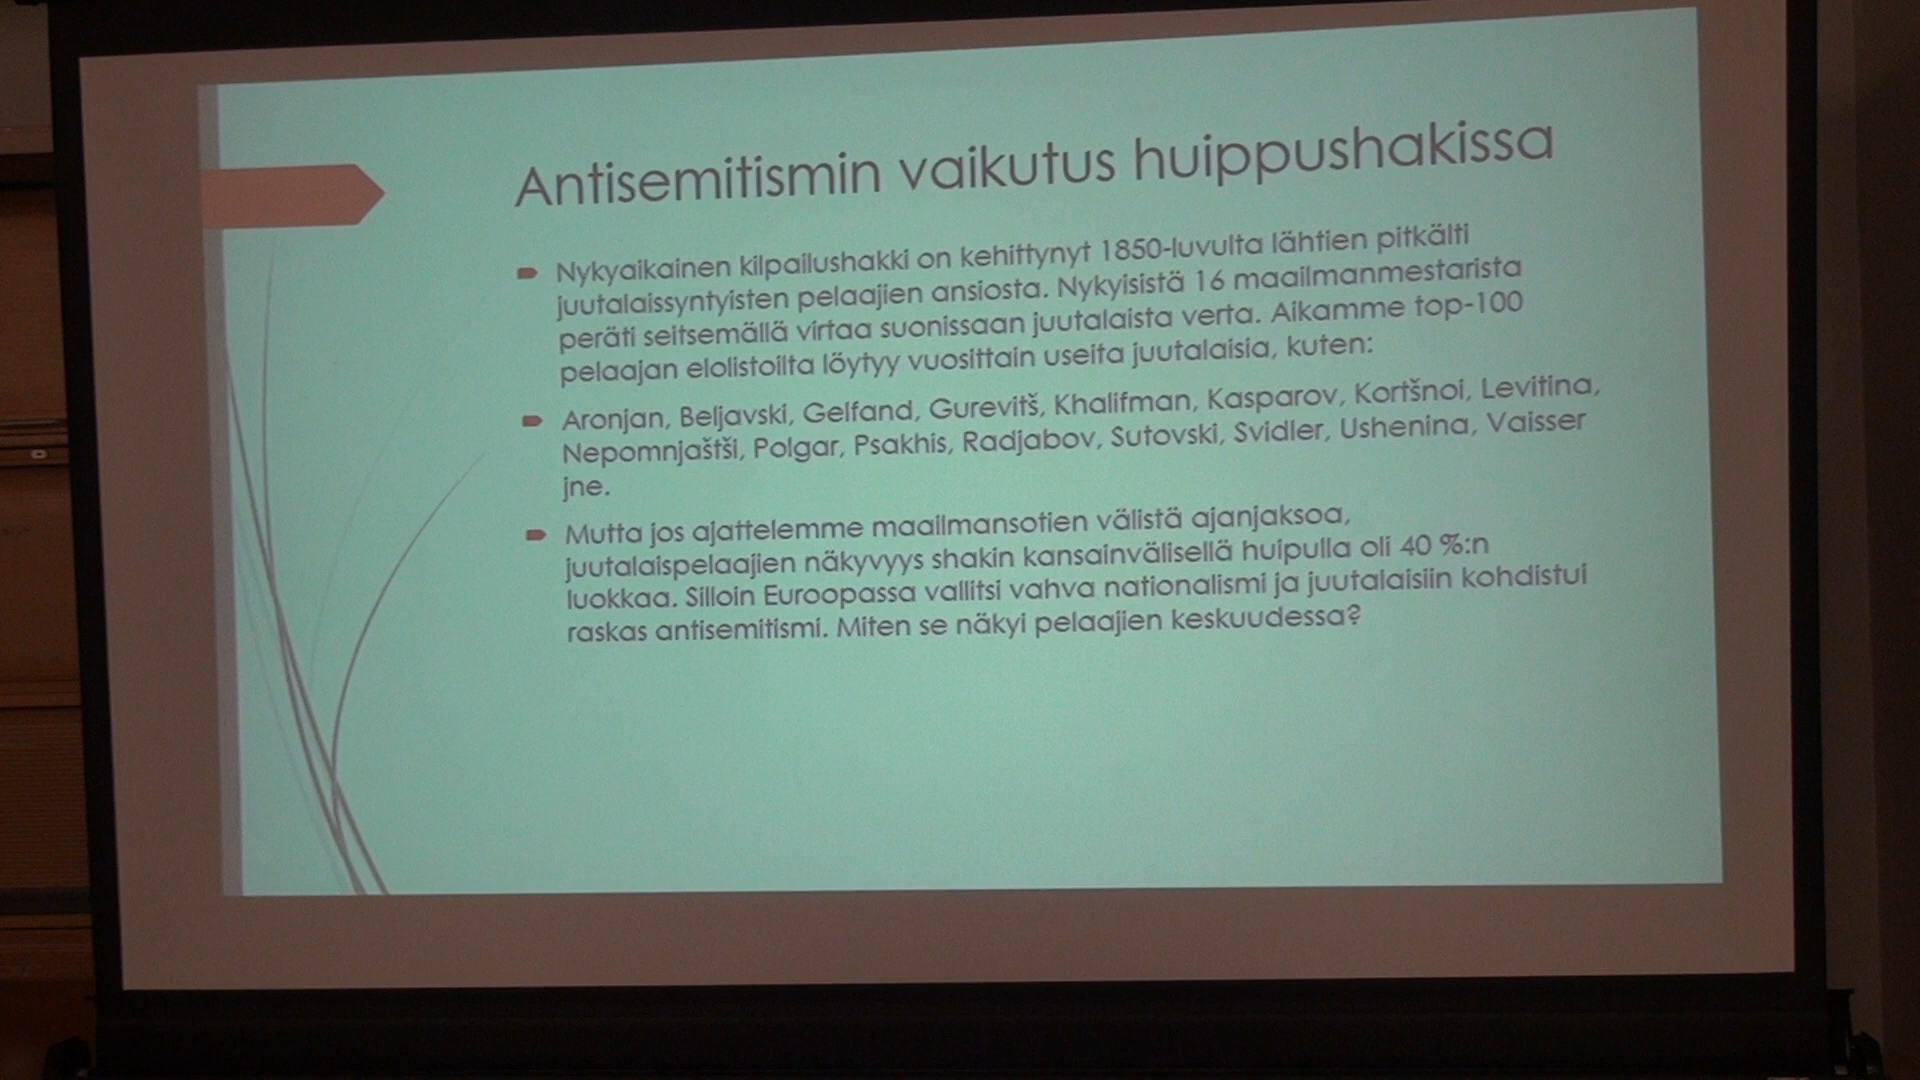 Antisemitismin vaikutus huippushakissa
Nykyaikainen kilpailushakki on kehittynyt 1850-luvulta lähtien pitkälti
juutalaissyntyisten pelaajien ansiosta. Nykyisistä 16 maailmanmestarista
peräti seitsemällä virtaa suonissaan juutalaista verta. Aikamme top-100
pelaajan elolistoilta löytyy vuosittain useita juutalaisia, kuten:
Aronjan, Beljavski, Gelfand, Gurevitš, Khalifman, Kasparov, Kortšnoi, Levitina,
Nepomnjaštši, Polgar, Psakhis, Radjabov, Sutovski, Svidler, Ushenina, Vaisser
jne.
Mutta jos ajattelemme maailmansotien välistä ajanjaksoa,
juutalaispelaajien näkyvyys shakin kansainvälisellä huipulla oli 40 %:n
luokkaa. Silloin Euroopassa vallitsi vahva nationalismi ja juutalaisiin kohdistui
raskas antisemitismi. Miten se näkyi pelaajien keskuudessa?